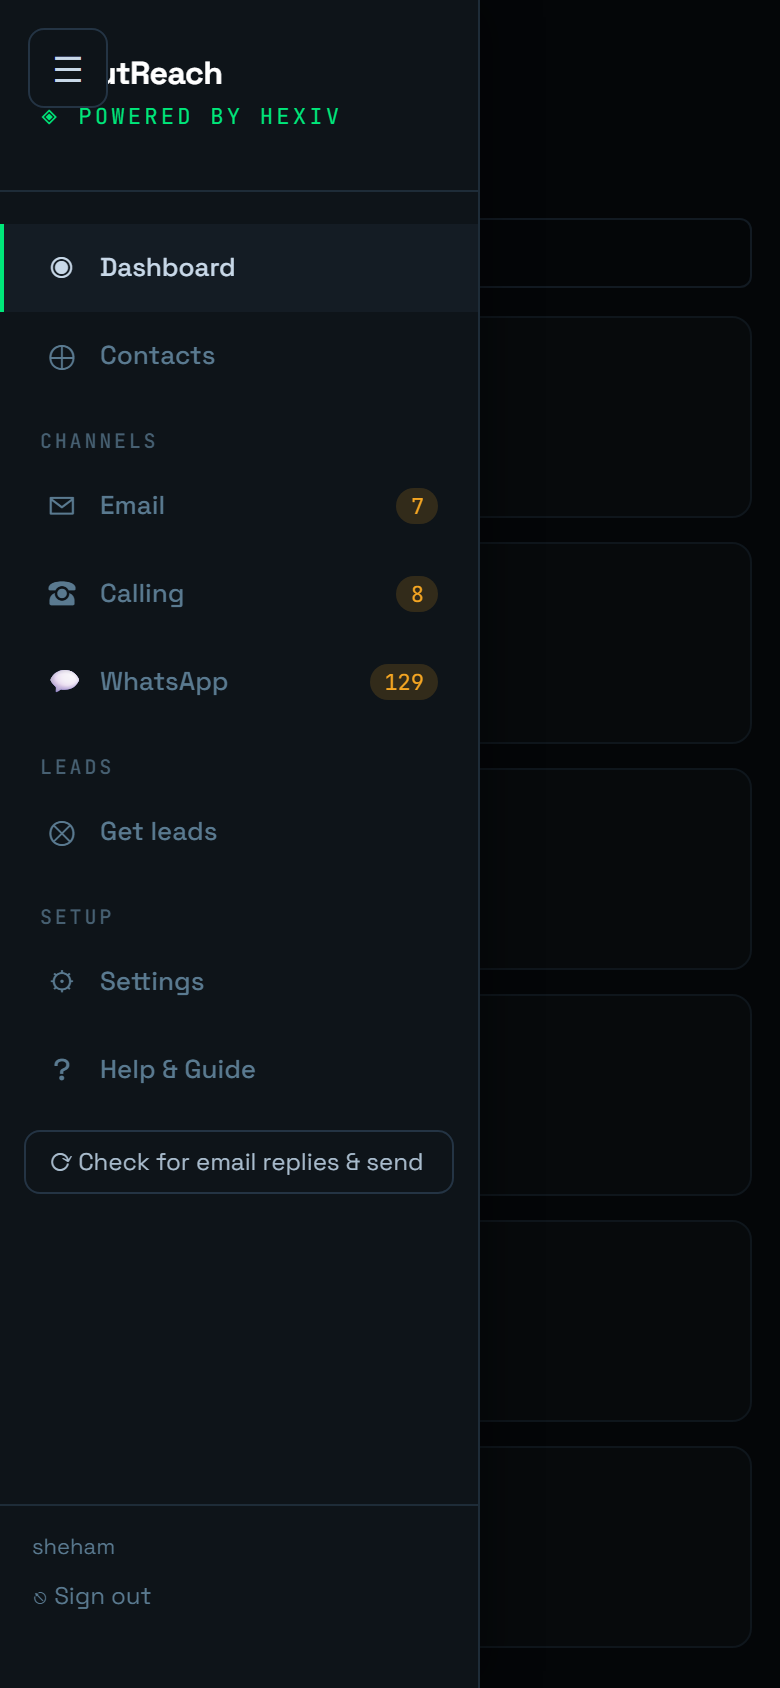 utReach
◈ POWERED BY HEXIV
Dashboard
Contacts
CHANNELS
Email 7
Calling 8
WhatsApp 129
LEADS
Get leads
SETUP
Settings
? Help & Guide
⟳ Check for email replies & send
sheham
⦸ Sign out